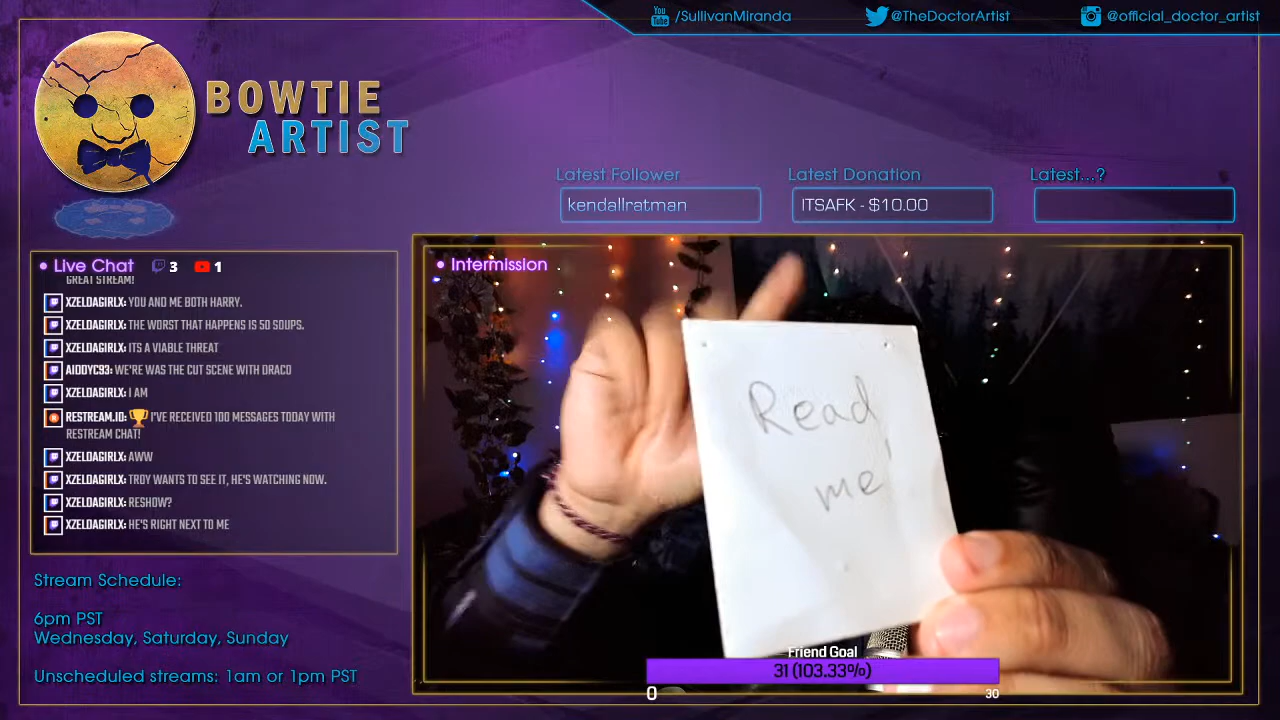 You Tube /SullivanMiranda
@TheDoctorArtist
@official_doctor_artist
BOWTIE
ARTIST
Latest Follower
kendallratman
Latest Donation
ITSAFK - $10.00
Latest...?
Live Chat 3 1
GREAT STREAM!
XZELDAGIRLX: YOU AND ME BOTH HARRY.
XZELDAGIRLX: THE WORST THAT HAPPENS IS 50 SOUPS.
XZELDAGIRLX: ITS A VIABLE THREAT
AIDDYC93: WE'RE WAS THE CUT SCENE WITH DRACO
XZELDAGIRLX: I AM
RESTREAM.IO: I'VE RECEIVED 100 MESSAGES TODAY WITH
RESTREAM CHAT!
XZELDAGIRLX: AWW
XZELDAGIRLX: TROY WANTS TO SEE IT, HE'S WATCHING NOW.
XZELDAGIRLX: RESHOW?
XZELDAGIRLX: HE'S RIGHT NEXT TO ME
Stream Schedule:
6pm PST
Wednesday, Saturday, Sunday
Unscheduled streams: 1am or 1pm PST
Intermission
Read
me
Friend Goal
31 (103.33%)
0
30